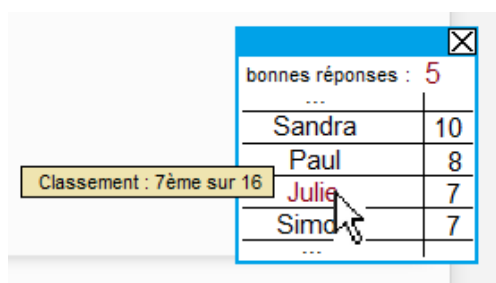 bonnes réponses : 5
...
Sandra 10
Paul 8
Classement : 7ème sur 16
Julie 7
Simo 7
...